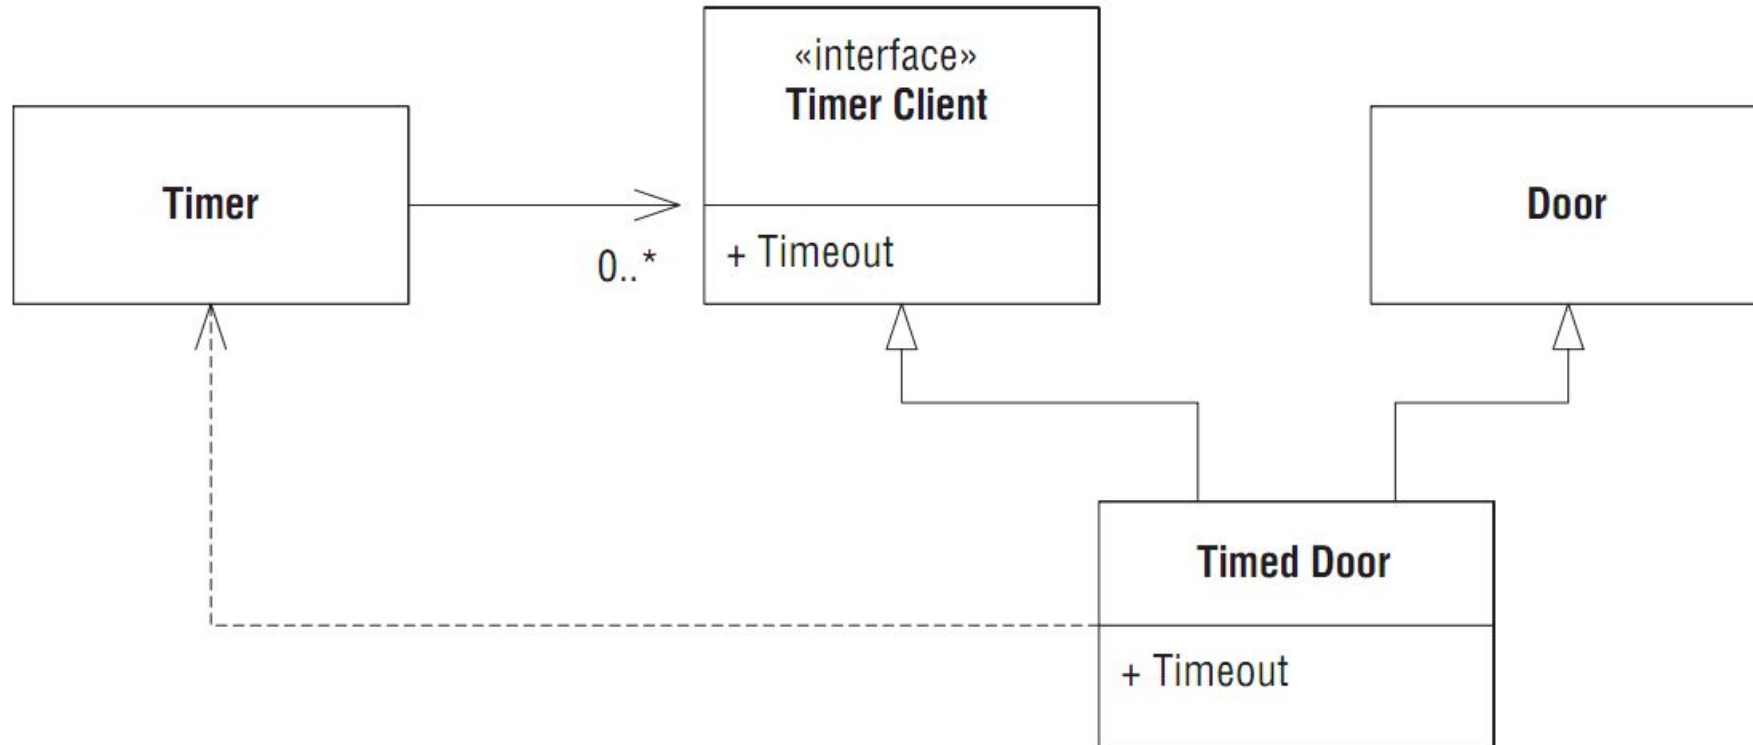 «interface»
Timer Client
Timer
Door
0..*
+ Timeout
Timed Door
+ Timeout